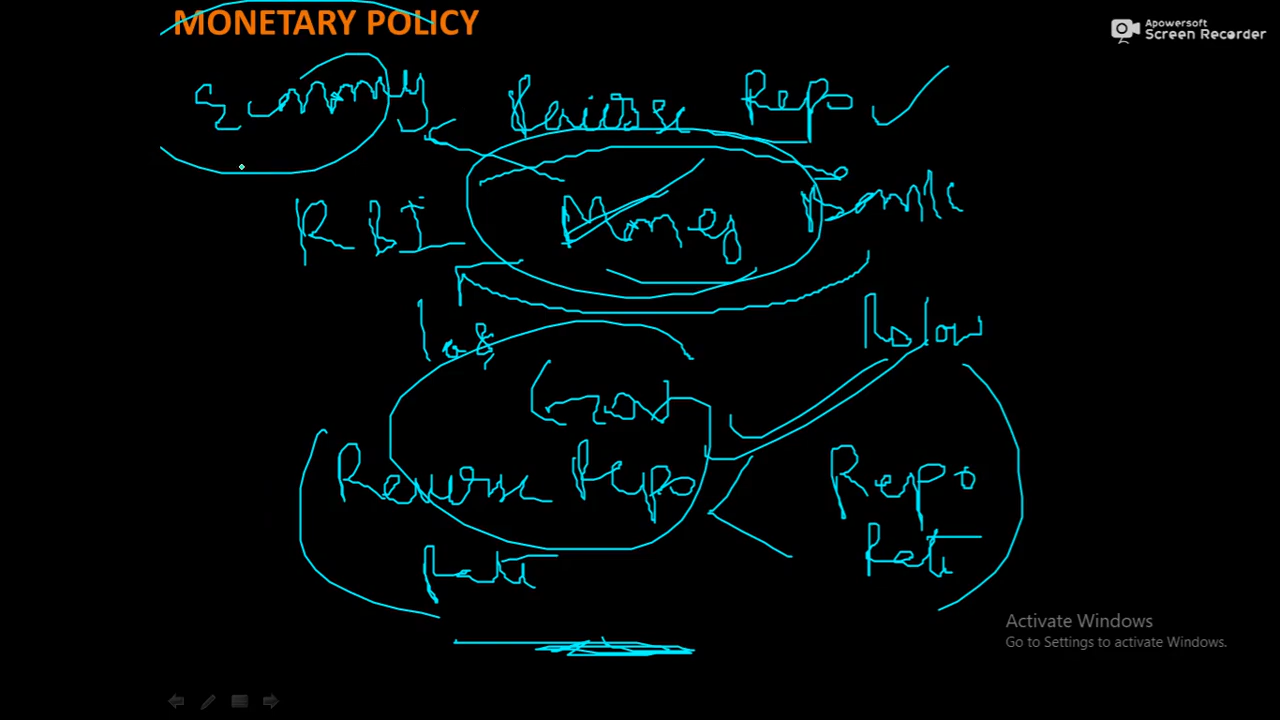 MONETARY POLICY
Apowersoft
Screen Recorder
Economy Reverse Repo
RBI Money Bank
Gov
Reverse Repo
Repo
Rate
Rate
Activate Windows
Go to Settings to activate Windows.